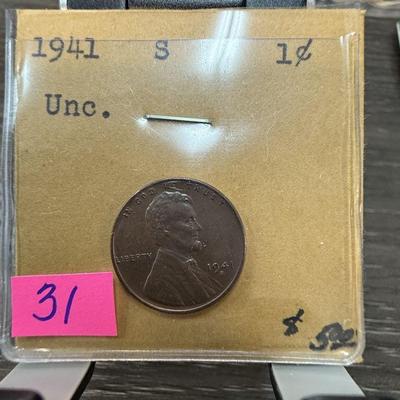 1941 S 1¢
Unc.
IN GOD WE TRUST
LIBERTY
1941
S
31
$